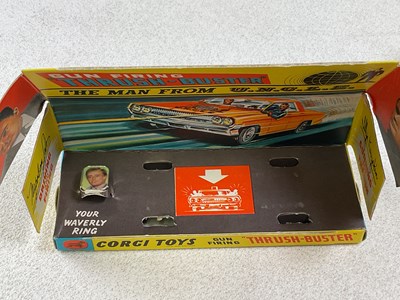 GUN FIRING
THRUSH-BUSTER
THE MAN FROM U.N.C.L.E.
YOUR
WAVERLY
RING
CORGI TOYS GUN FIRING THRUSH-BUSTER